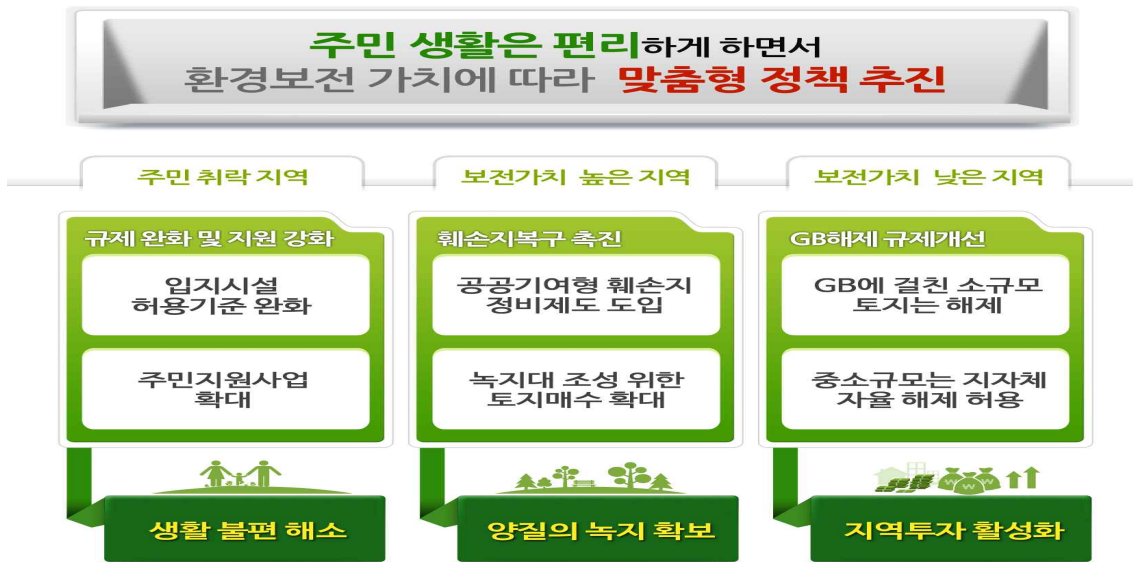 주민 생활은 편리하게 하면서
환경보전 가치에 따라 맞춤형 정책 추진
주민 취락 지역
보전가치 높은 지역
보전가치 낮은 지역
규제 완화 및 지원 강화
입지시설
허용기준 완화
주민지원사업
확대
훼손지복구 촉진
공공기여형 훼손지
정비제도 도입
녹지대 조성 위한
토지매수 확대
GB해제 규제개선
GB에 걸친 소규모
토지는 해제
중소규모는 지자체
자율 해제 허용
생활 불편 해소
양질의 녹지 확보
지역투자 활성화